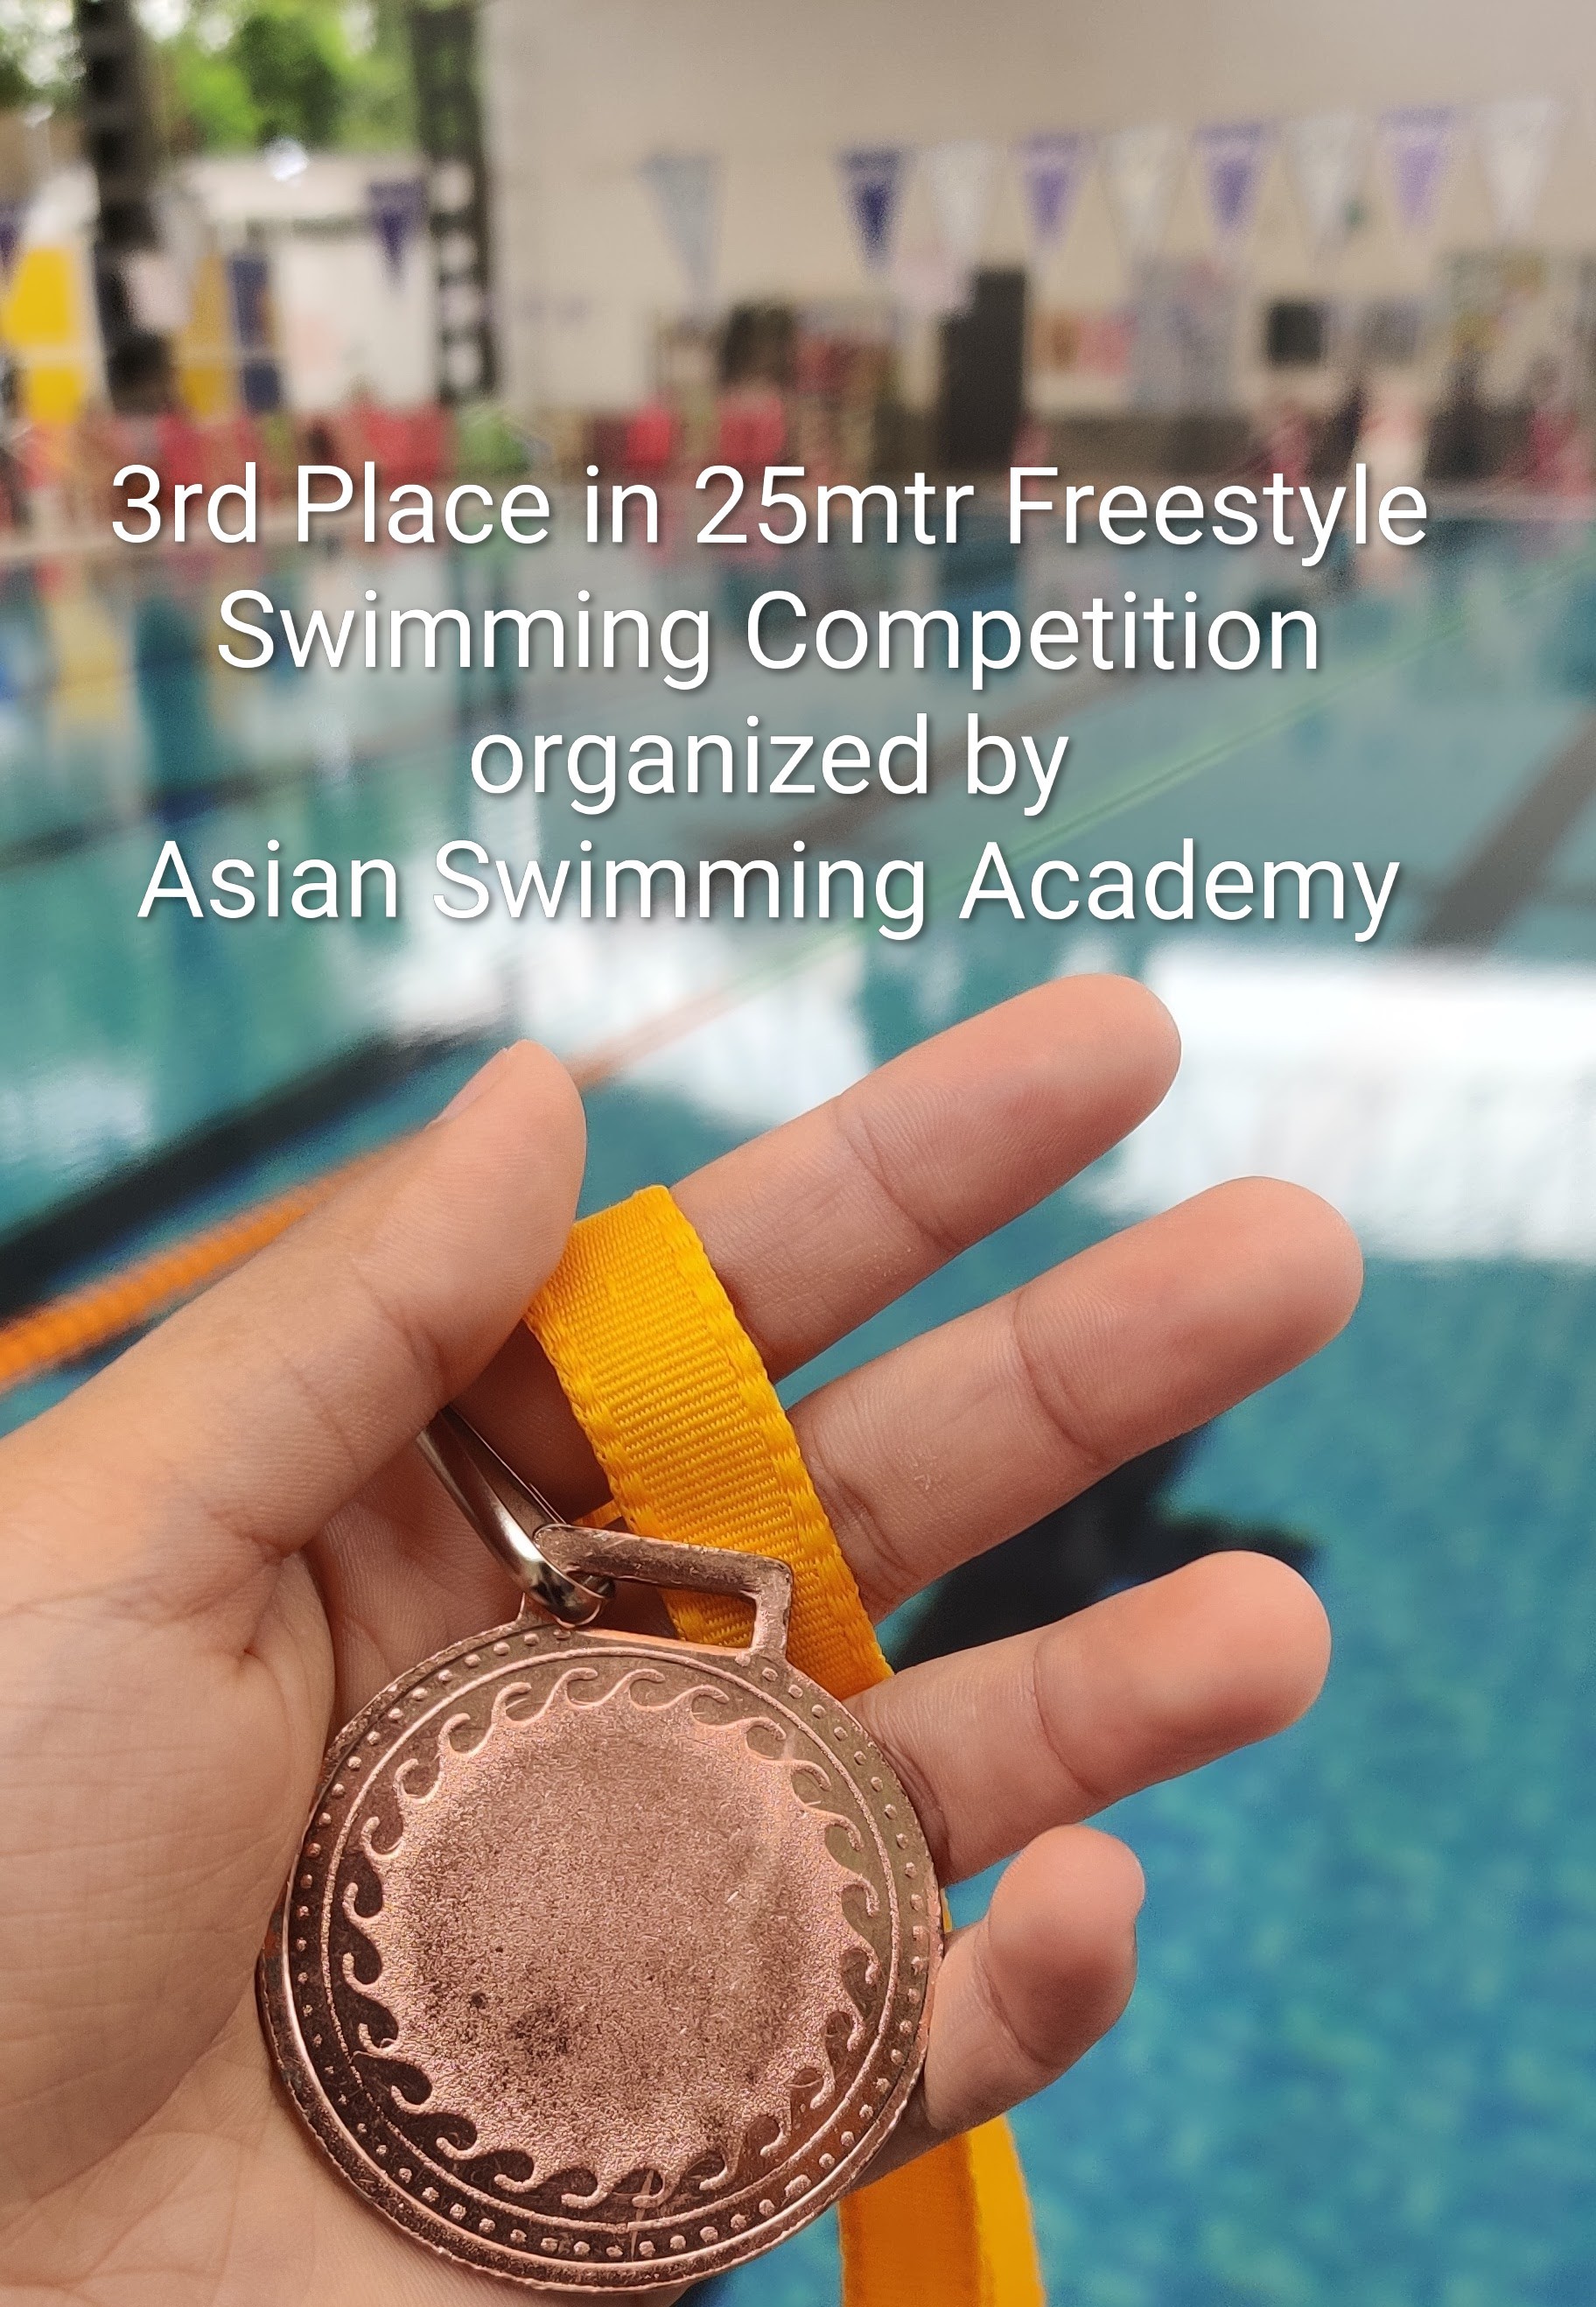 3rd Place in 25mtr Freestyle
Swimming Competition
organized by
Asian Swimming Academy